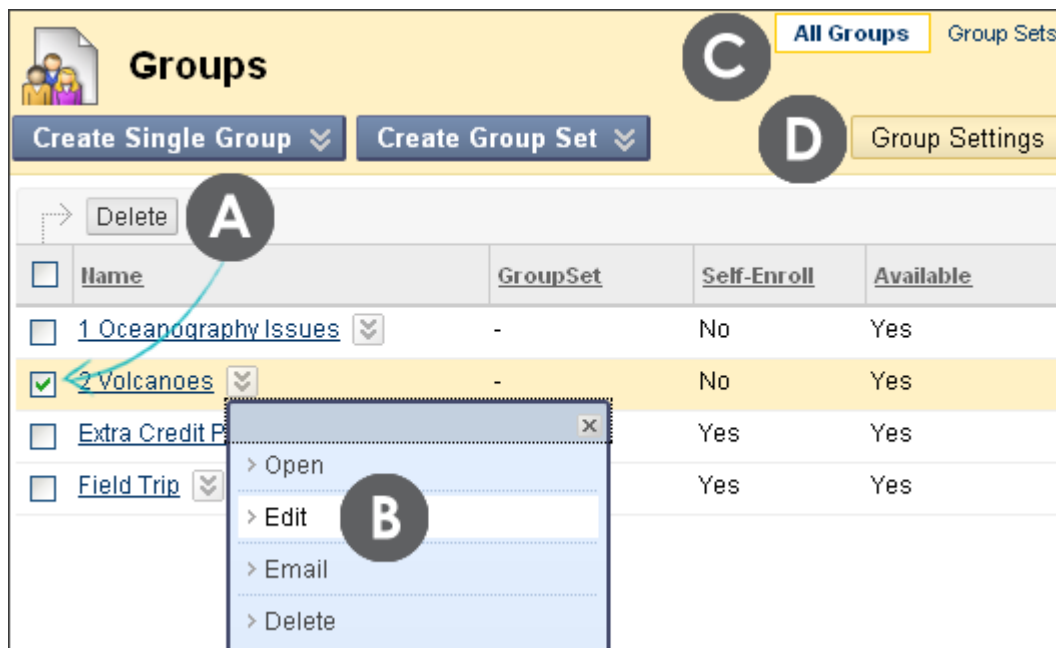 All Groups Group Sets
C
Groups
Create Single Group Create Group Set D Group Settings
Delete A
Name GroupSet Self-Enroll Available
1 Oceanography Issues - No Yes
2 Volcanoes - No Yes
Extra Credit P Yes Yes
> Open
Field Trip Yes Yes
> Edit B
> Email
> Delete